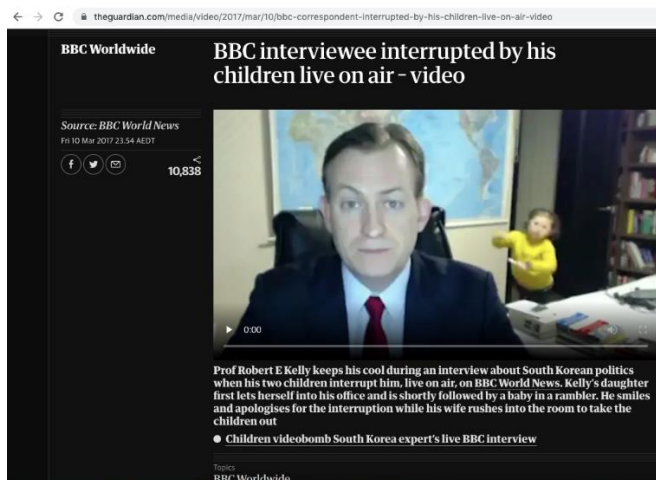 theguardian.com/media/video/2017/mar/10/bbc-correspondent-interrupted-by-his-children-live-on-air-video
BBC Worldwide
BBC interviewee interrupted by his
children live on air – video
Source: BBC World News
Fri 10 Mar 2017 23.54 AEDT
10,838
0:00
Prof Robert E Kelly keeps his cool during an interview about South Korean politics
when his two children interrupt him, live on air, on BBC World News. Kelly's daughter
first lets herself into his office and is shortly followed by a baby in a rambler. He smiles
and apologises for the interruption while his wife rushes into the room to take the
children out
Children videobomb South Korea expert's live BBC interview
Topics
BBC Worldwide